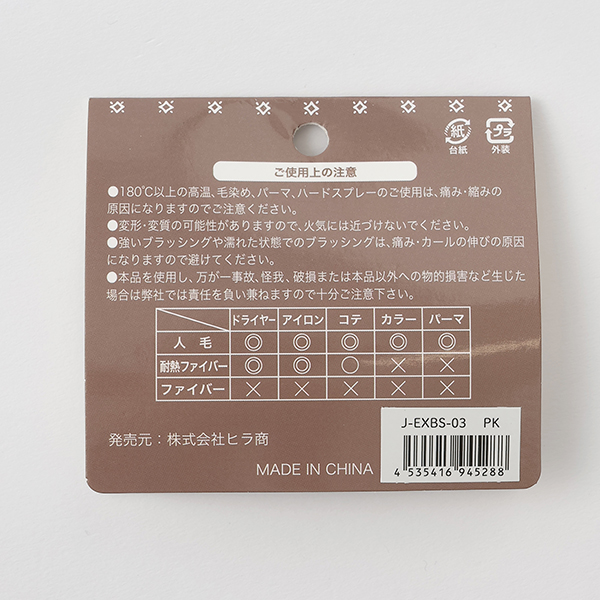 紙
台紙
プラ
外装
ご使用上の注意
●180℃以上の高温、毛染め、パーマ、ハードスプレーのご使用は、痛み・縮みの
原因になりますのでご注意ください。
●変形・変質の可能性がありますので、火気には近づけないでください。
●強いブラッシングや濡れた状態でのブラッシングは、痛み・カールの伸びの原因
になりますので避けてください。
●本品を使用し、万が一事故、怪我、破損または本品以外への物的損害など生じた
場合は弊社では責任を負い兼ねますので十分ご注意下さい。
ドライヤー アイロン コテ カラー パーマ
人毛 ◎ ◎ ◎ ◎ ◎
耐熱ファイバー ◎ ◎ ○ × ×
ファイバー × × × × ×
J-EXBS-03 PK
発売元：株式会社ヒラ商
MADE IN CHINA
4 535416 945288